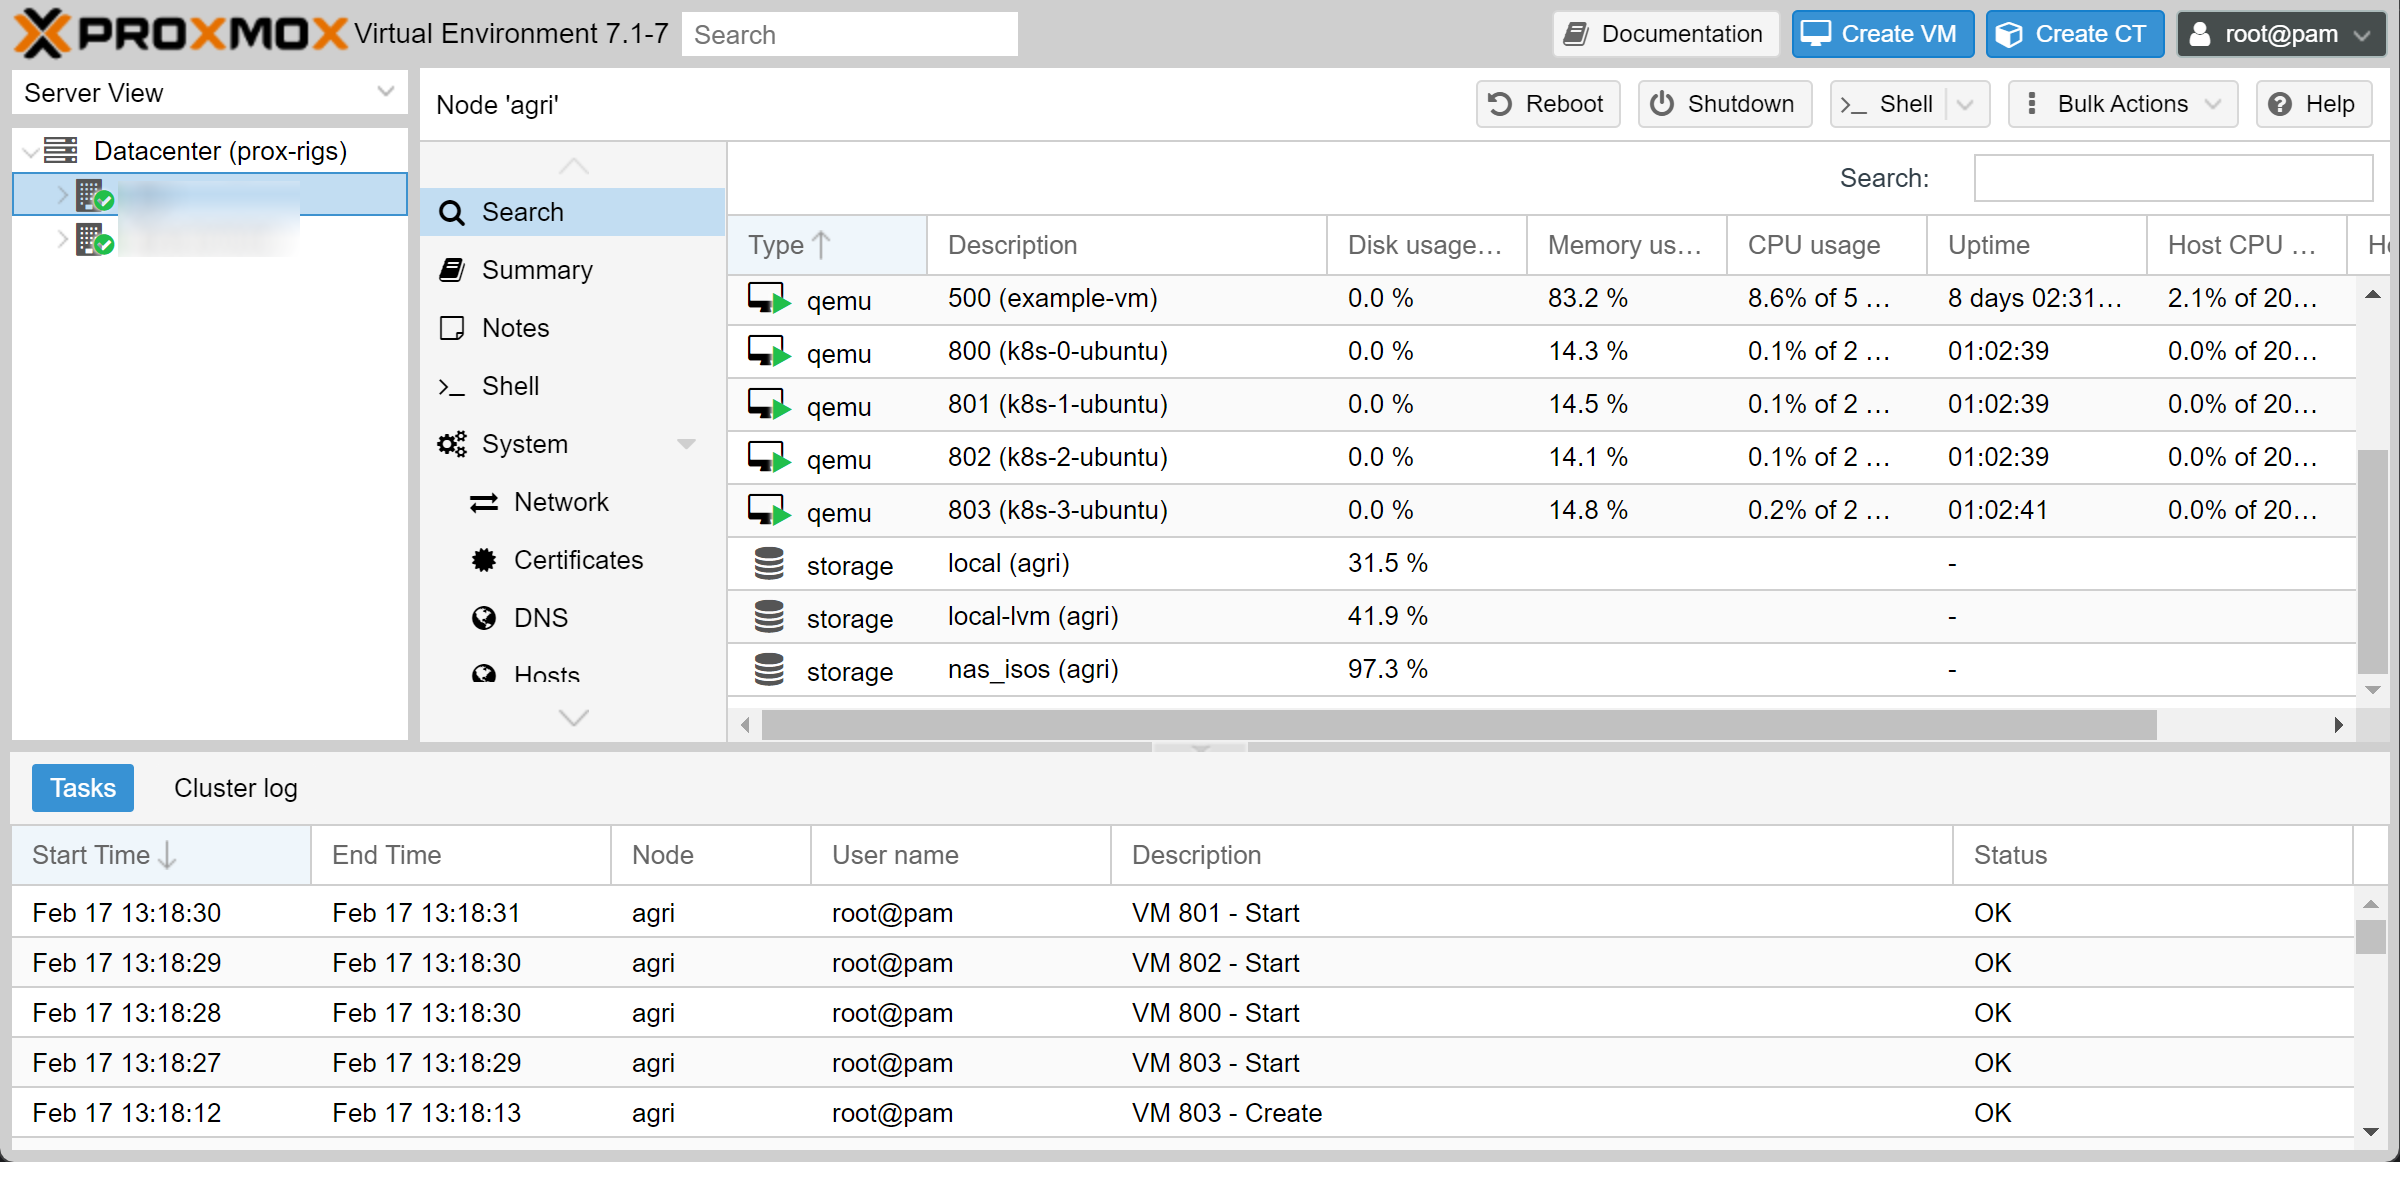 PROXMOX Virtual Environment 7.1-7 Search Documentation Create VM Create CT root@pam
Server View
Datacenter (prox-rigs)
Node 'agri' Reboot Shutdown >_ Shell Bulk Actions Help
Search
Summary
Notes
>_ Shell
System
Network
Certificates
DNS
Hosts
Search:
Type Description Disk usage... Memory us... CPU usage Uptime Host CPU ...
qemu 500 (example-vm) 0.0 % 83.2 % 8.6% of 5 ... 8 days 02:31... 2.1% of 20...
qemu 800 (k8s-0-ubuntu) 0.0 % 14.3 % 0.1% of 2 ... 01:02:39 0.0% of 20...
qemu 801 (k8s-1-ubuntu) 0.0 % 14.5 % 0.1% of 2 ... 01:02:39 0.0% of 20...
qemu 802 (k8s-2-ubuntu) 0.0 % 14.1 % 0.1% of 2 ... 01:02:39 0.0% of 20...
qemu 803 (k8s-3-ubuntu) 0.0 % 14.8 % 0.2% of 2 ... 01:02:41 0.0% of 20...
storage local (agri) 31.5 % -
storage local-lvm (agri) 41.9 % -
storage nas_isos (agri) 97.3 % -
Tasks Cluster log
Start Time End Time Node User name Description Status
Feb 17 13:18:30 Feb 17 13:18:31 agri root@pam VM 801 - Start OK
Feb 17 13:18:29 Feb 17 13:18:30 agri root@pam VM 802 - Start OK
Feb 17 13:18:28 Feb 17 13:18:30 agri root@pam VM 800 - Start OK
Feb 17 13:18:27 Feb 17 13:18:29 agri root@pam VM 803 - Start OK
Feb 17 13:18:12 Feb 17 13:18:13 agri root@pam VM 803 - Create OK